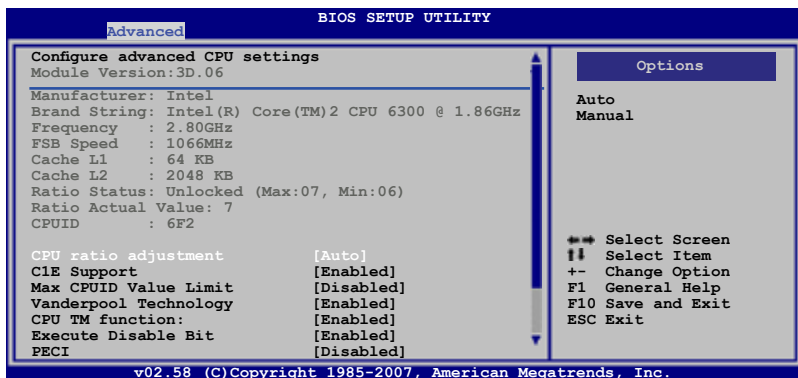 BIOS SETUP UTILITY
Advanced
Configure advanced CPU settings
Module Version:3D.06
Manufacturer: Intel
Brand String: Intel(R) Core(TM)2 CPU 6300 @ 1.86GHz
Frequency : 2.80GHz
FSB Speed : 1066MHz
Cache L1 : 64 KB
Cache L2 : 2048 KB
Ratio Status: Unlocked (Max:07, Min:06)
Ratio Actual Value: 7
CPUID : 6F2
CPU ratio adjustment [Auto]
C1E Support [Enabled]
Max CPUID Value Limit [Disabled]
Vanderpool Technology [Enabled]
CPU TM function: [Enabled]
Execute Disable Bit [Enabled]
PECI [Disabled]
Options
Auto
Manual
Select Screen
Select Item
+- Change Option
F1 General Help
F10 Save and Exit
ESC Exit
v02.58 (C)Copyright 1985-2007, American Megatrends, Inc.